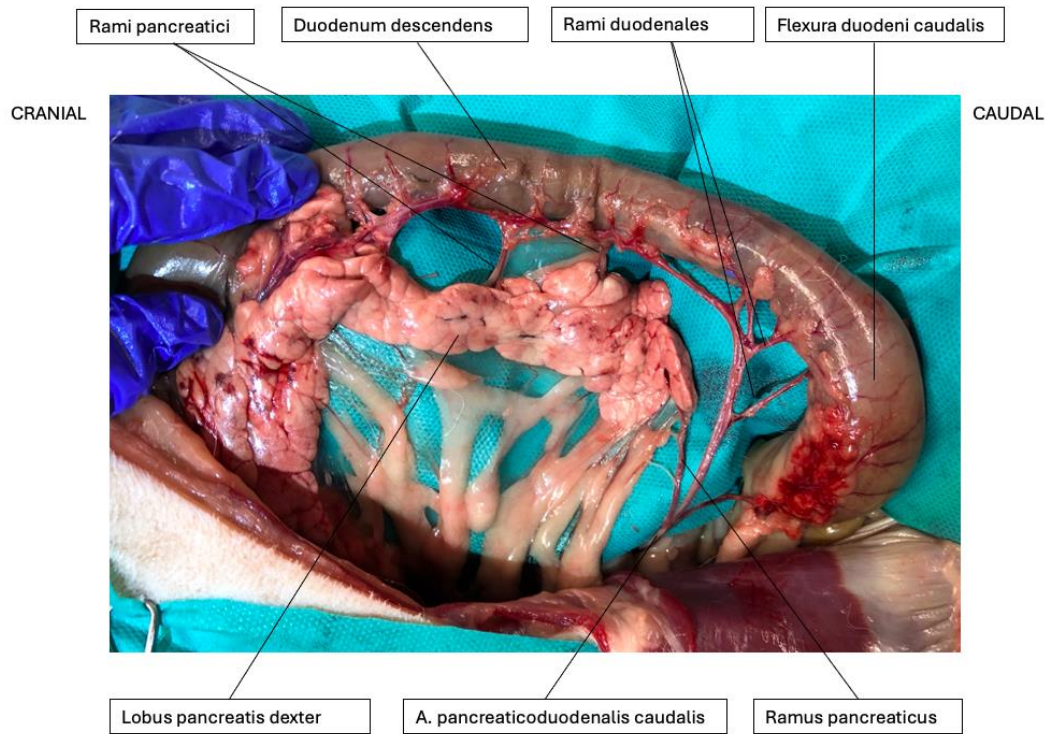 Rami pancreatici
Duodenum descendens
Rami duodenales
Flexura duodeni caudalis
CRANIAL
CAUDAL
Lobus pancreatis dexter
A. pancreaticoduodenalis caudalis
Ramus pancreaticus